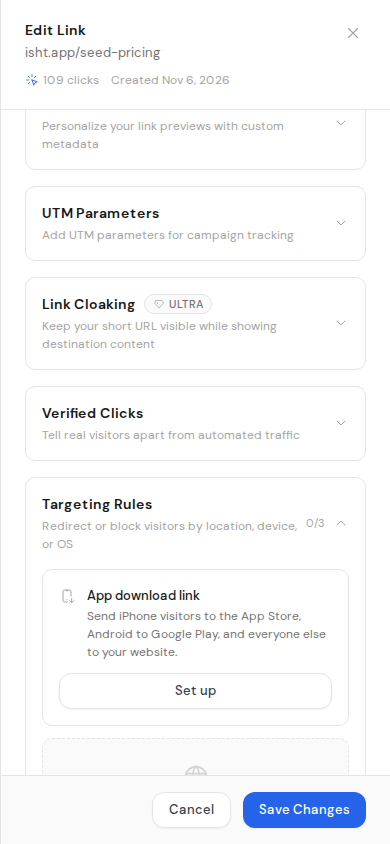 Edit Link
isht.app/seed-pricing
109 clicks Created Nov 6, 2026
Personalize your link previews with custom
metadata
UTM Parameters
Add UTM parameters for campaign tracking
Link Cloaking ULTRA
Keep your short URL visible while showing
destination content
Verified Clicks
Tell real visitors apart from automated traffic
Targeting Rules
Redirect or block visitors by location, device, 0/3
or OS
App download link
Send iPhone visitors to the App Store,
Android to Google Play, and everyone else
to your website.
Set up
Cancel Save Changes